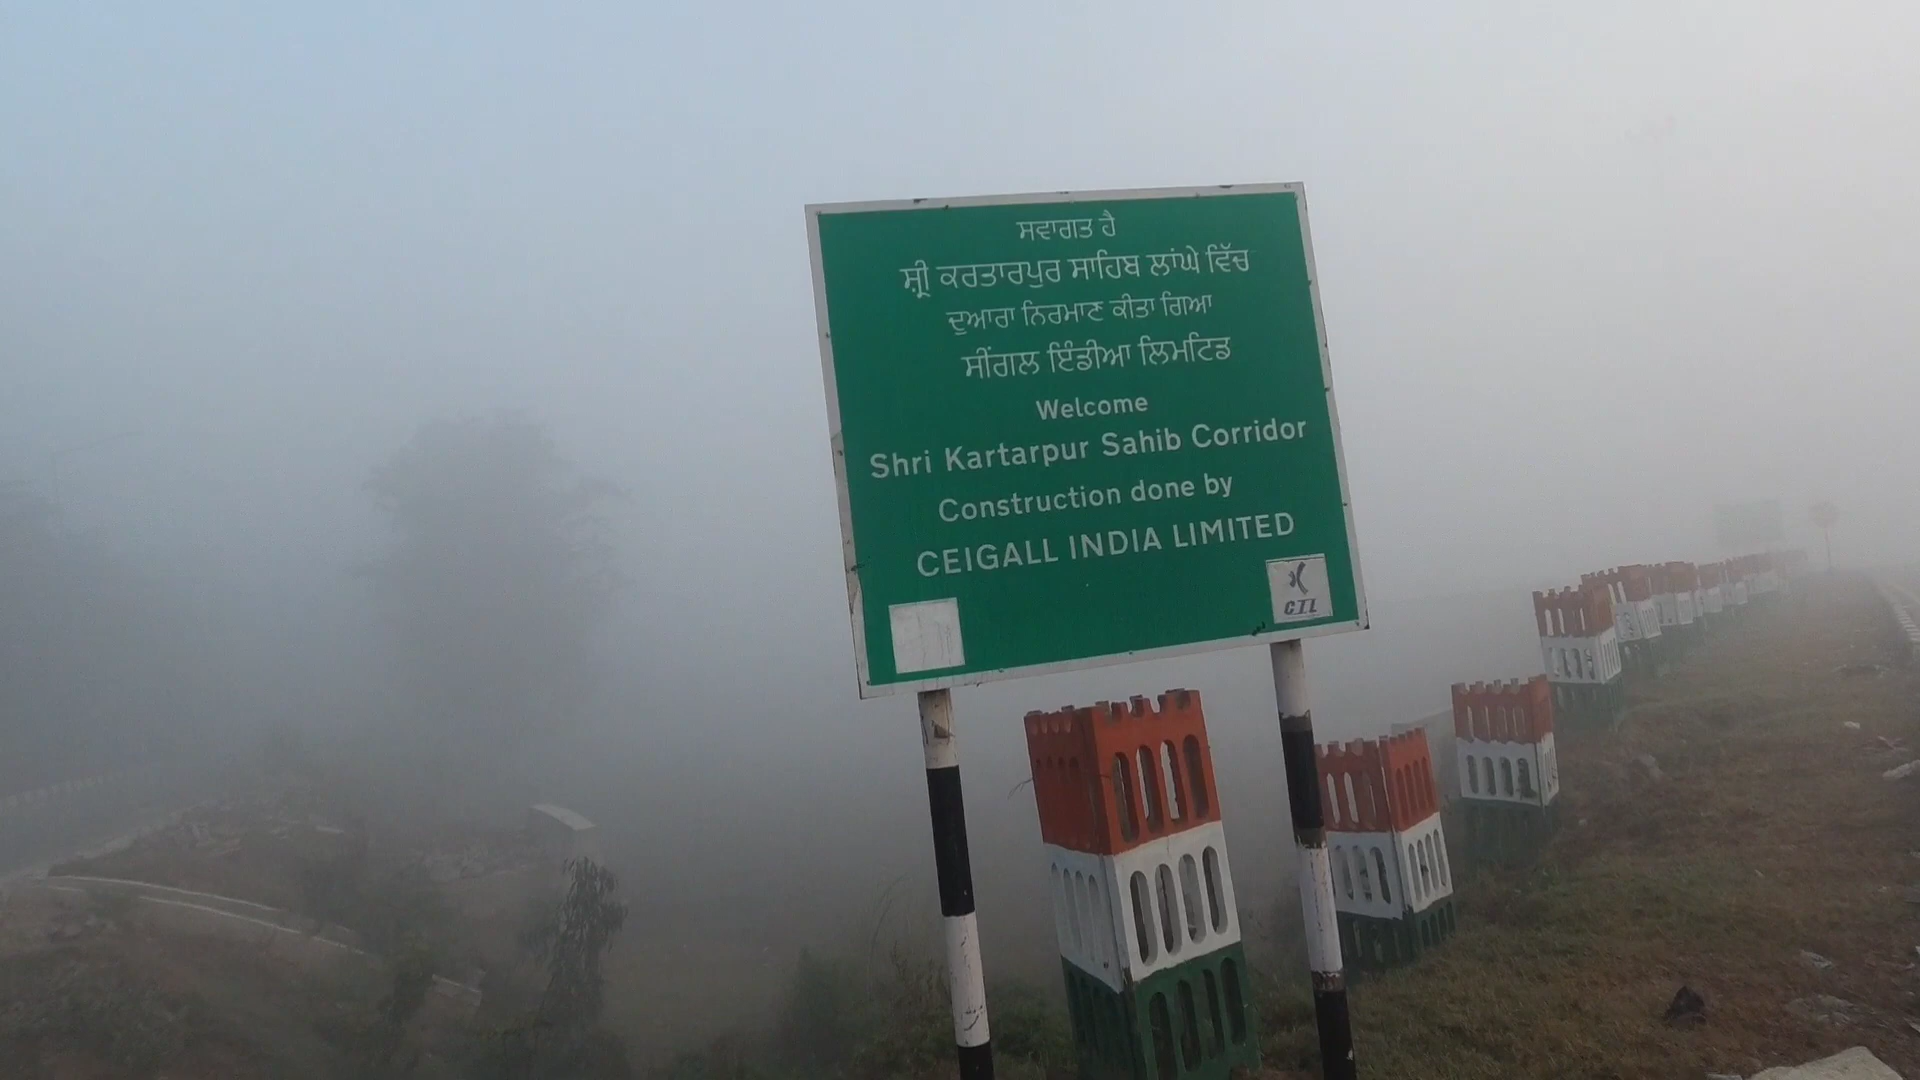 ਸਵਾਗਤ ਹੈ
ਸ਼੍ਰੀ ਕਰਤਾਰਪੁਰ ਸਾਹਿਬ ਲਾਂਘੇ ਵਿੱਚ
ਦੁਆਰਾ ਨਿਰਮਾਣ ਕੀਤਾ ਗਿਆ
ਸੀਂਗਲ ਇੰਡੀਆ ਲਿਮਟਿਡ
Welcome
Shri Kartarpur Sahib Corridor
Construction done by
CEIGALL INDIA LIMITED
CIL